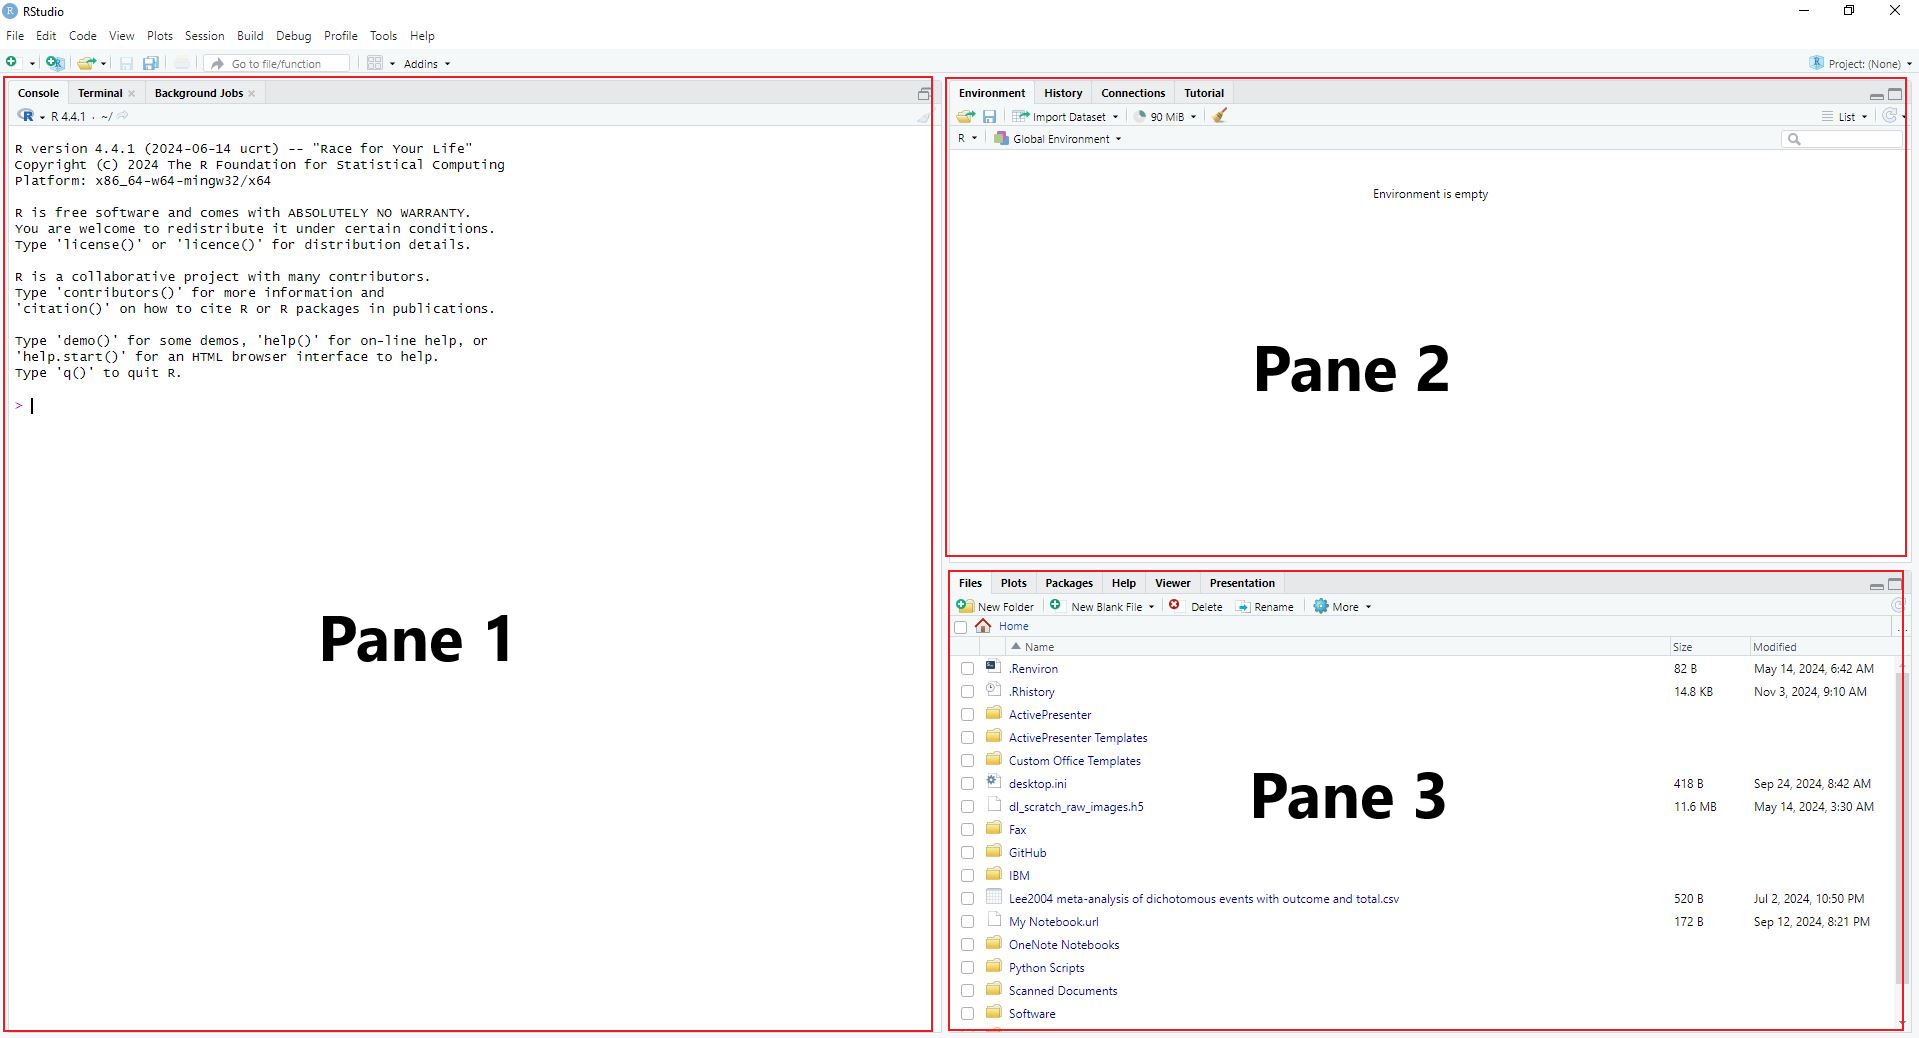 RStudio
File Edit Code View Plots Session Build Debug Profile Tools Help
Go to file/function Addins Project: (None)
Console Terminal Background Jobs
R 4.4.1 · ~/
R version 4.4.1 (2024-06-14 ucrt) -- "Race for Your Life"
Copyright (C) 2024 The R Foundation for Statistical Computing
Platform: x86_64-w64-mingw32/x64
R is free software and comes with ABSOLUTELY NO WARRANTY.
You are welcome to redistribute it under certain conditions.
Type 'license()' or 'licence()' for distribution details.
R is a collaborative project with many contributors.
Type 'contributors()' for more information and
'citation()' on how to cite R or R packages in publications.
Type 'demo()' for some demos, 'help()' for on-line help, or
'help.start()' for an HTML browser interface to help.
Type 'q()' to quit R.
>
Pane 1
Environment History Connections Tutorial
Import Dataset 90 MiB List
R Global Environment
Environment is empty
Pane 2
Files Plots Packages Help Viewer Presentation
New Folder New Blank File Delete Rename More
Home ...
Name Size Modified
.Renviron 82 B May 14, 2024, 6:42 AM
.Rhistory 14.8 KB Nov 3, 2024, 9:10 AM
ActivePresenter
ActivePresenter Templates
Custom Office Templates
desktop.ini 418 B Sep 24, 2024, 8:42 AM
dl_scratch_raw_images.h5 11.6 MB May 14, 2024, 3:30 AM
Pane 3
Fax
GitHub
IBM
Lee2004 meta-analysis of dichotomous events with outcome and total.csv 520 B Jul 2, 2024, 10:50 PM
My Notebook.url 172 B Sep 12, 2024, 8:21 PM
OneNote Notebooks
Python Scripts
Scanned Documents
Software